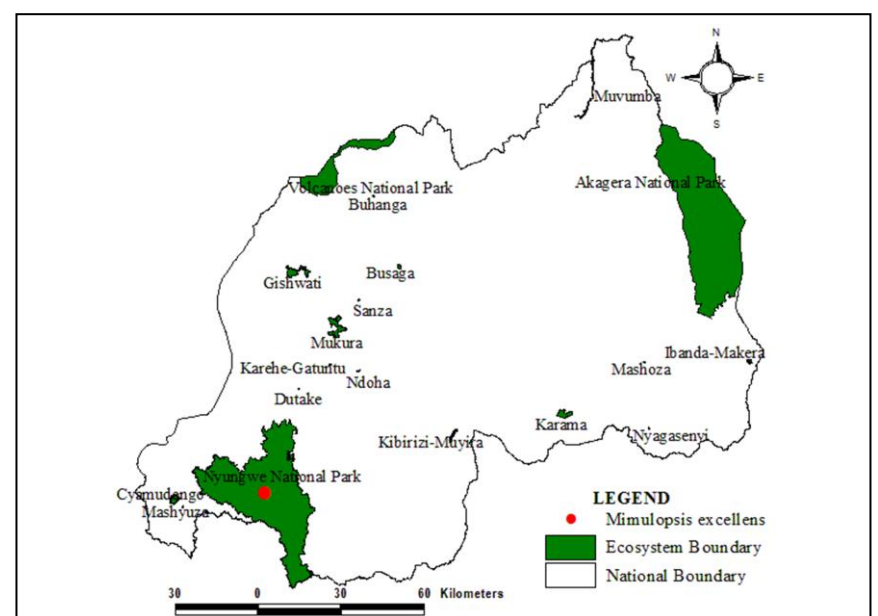 N
W E
S
Muvumba
Volcanoes National Park
Akagera National Park
Buhanga
Gishwati
Busaga
Sanza
Mukura
Karehe-Gatuntu
Ndoha
Dutake
Ibanda-Makera
Mashoza
Karama
Kibirizi-Muyira
Nyagasenyi
Nyungwe National Park
Cyamudongo
Mashyuza
LEGEND
Mimulopsis excellens
Ecosystem Boundary
National Boundary
30 0 30 60 Kilometers